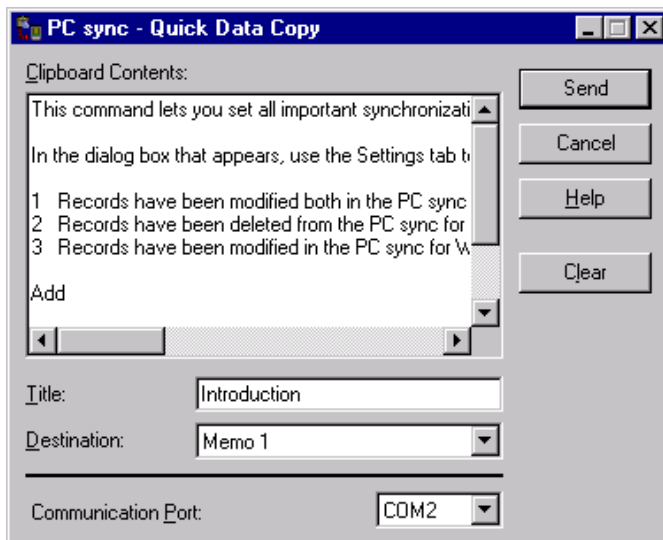 PC sync - Quick Data Copy
Clipboard Contents:
This command lets you set all important synchronizati
In the dialog box that appears, use the Settings tab t
1 Records have been modified both in the PC sync
2 Records have been deleted from the PC sync for
3 Records have been modified in the PC sync for W
Add
Send
Cancel
Help
Clear
Title: Introduction
Destination: Memo 1
Communication Port: COM2